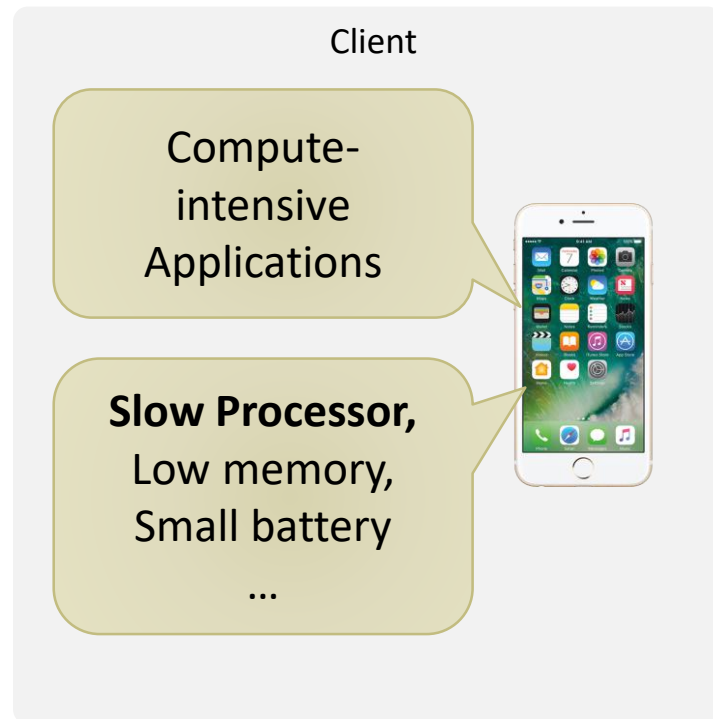 Client
Compute-
intensive
Applications
Slow Processor,
Low memory,
Small battery
...